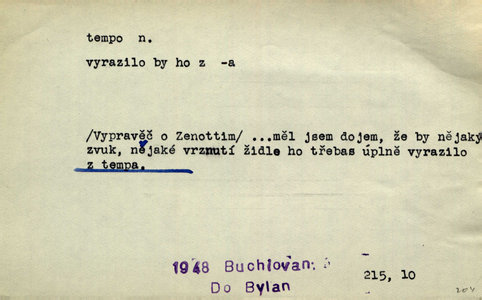 tempo n.
vyrazilo by ho z -a
/Vypravěč o Zenottim/ ...měl jsem dojem, že by nějaký
zvuk, nějaké vrznutí židle ho třebas úplně vyrazilo
z tempa.
1948 Buchlovan:
Do Bylan
215, 10
204